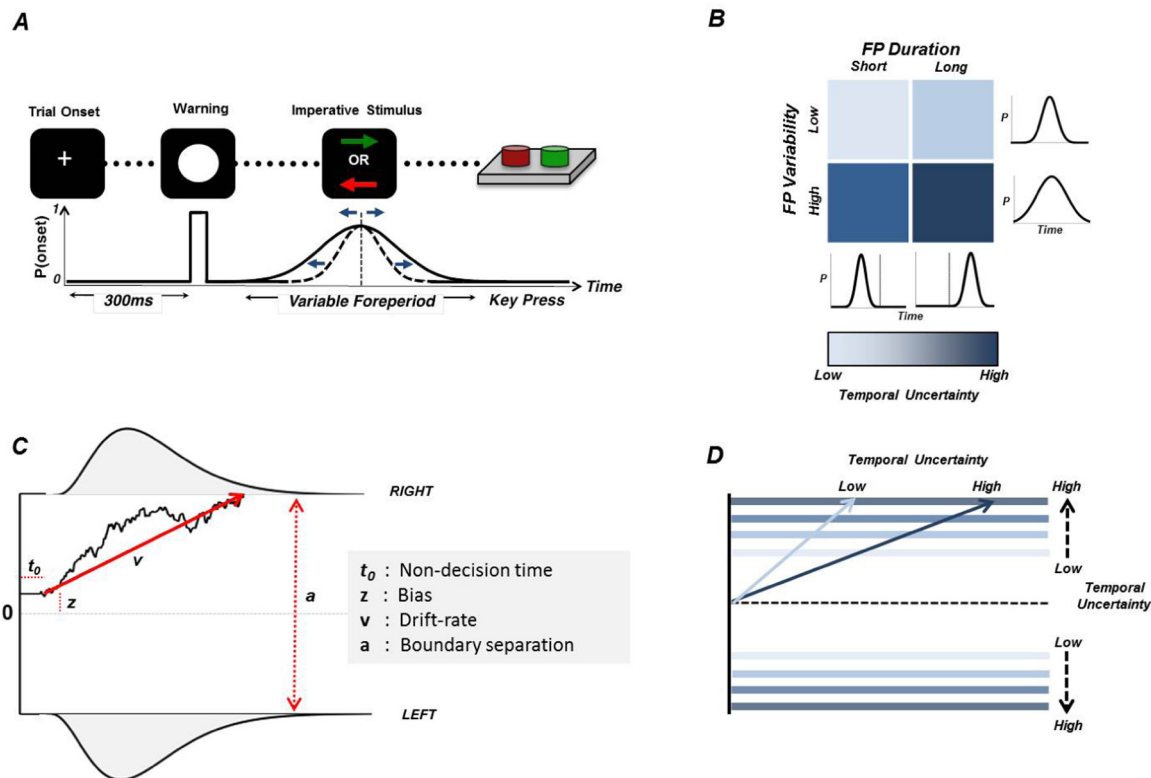 A
Trial Onset
Warning
Imperative Stimulus
+
OR
P(onset)
1
0
300ms
Variable Foreperiod
Key Press
Time
B
FP Duration
Short Long
FP Variability
Low
High
P
P
Time
P
Time
Low
High
Temporal Uncertainty
C
RIGHT
t0
v
z
0
a
LEFT
t0 : Non-decision time
z : Bias
v : Drift-rate
a : Boundary separation
D
Temporal Uncertainty
Low
High
High
Low
Temporal
Uncertainty
Low
High